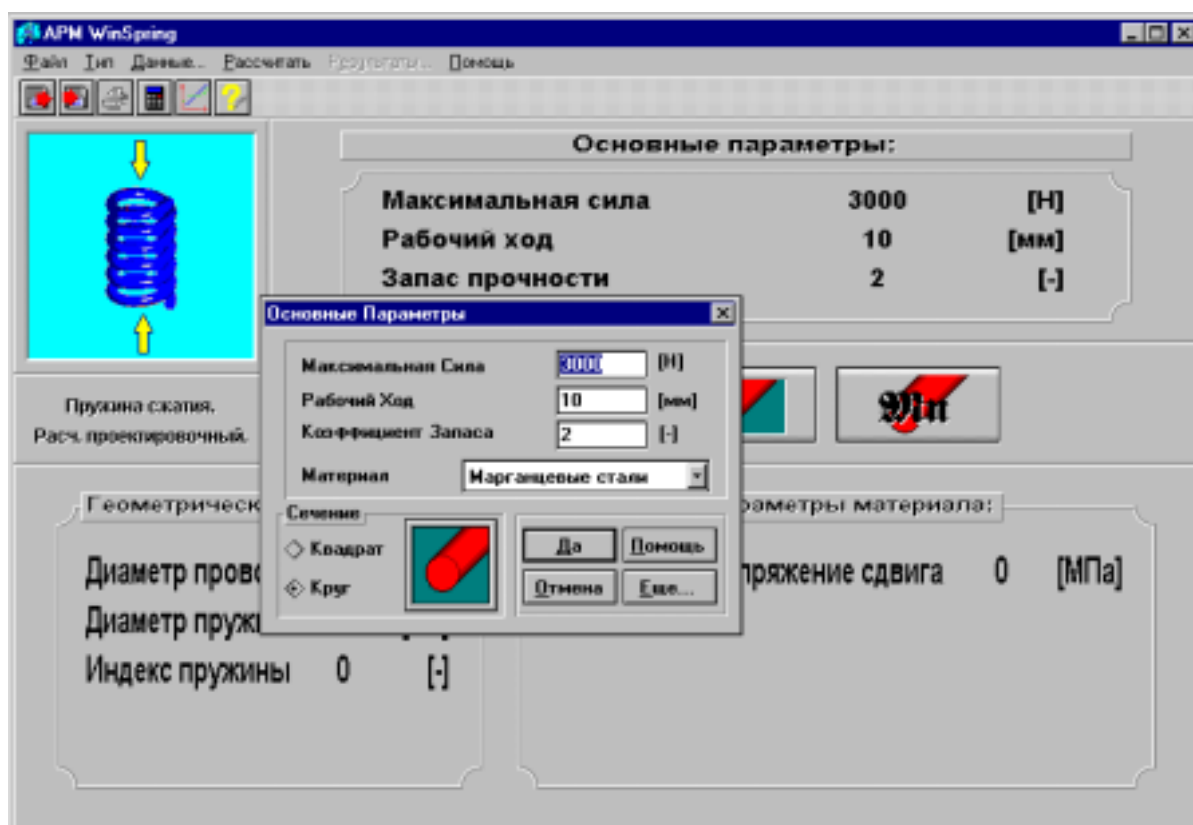 APM WinSpring
Файл Тип Данные... Рассчитать Результаты... Помощь
Основные параметры:
Максимальная сила 3000 [Н]
Рабочий ход 10 [мм]
Запас прочности 2 [-]
Пружина сжатия.
Расч. проектировочный.
Основные Параметры
Максимальная Сила 3000 [Н]
Рабочий Ход 10 [мм]
Коэффициент Запаса 2 [-]
Материал Марганцевые стали
Сечение
Квадрат
Круг
Да Помощь
Отмена Еще...
Геометрическ
раметры материала:
Диаметр прово
пряжение сдвига 0 [МПа]
Диаметр пружи
Индекс пружины 0 [-]